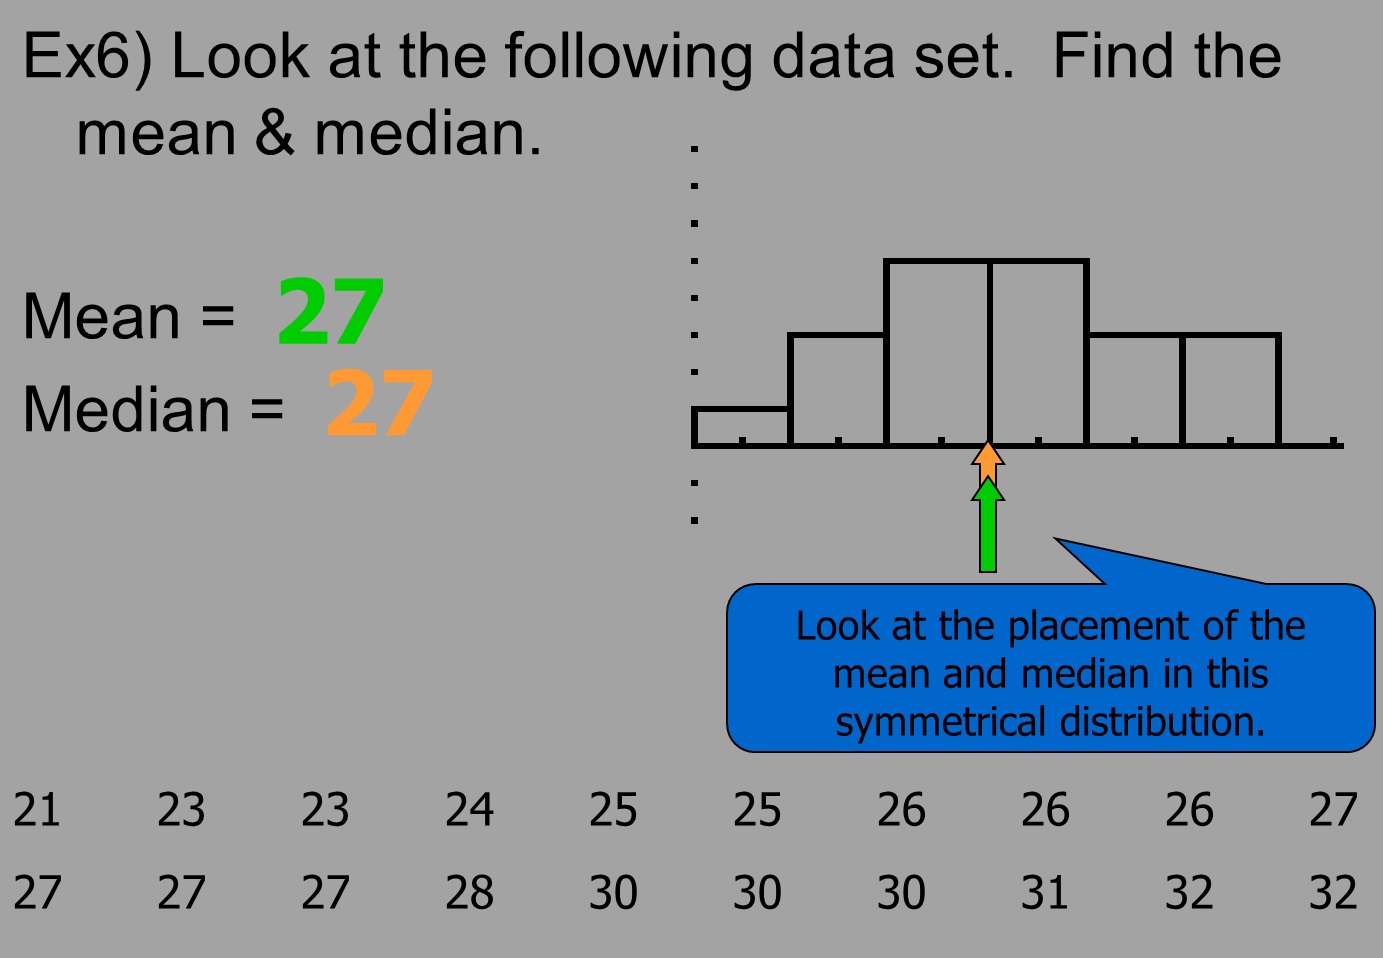 Ex6) Look at the following data set.  Find the
mean & median.
Mean = 27
Median = 27
Look at the placement of the
mean and median in this
symmetrical distribution.
21 23 23 24 25 25 26 26 26 27
27 27 27 28 30 30 30 31 32 32